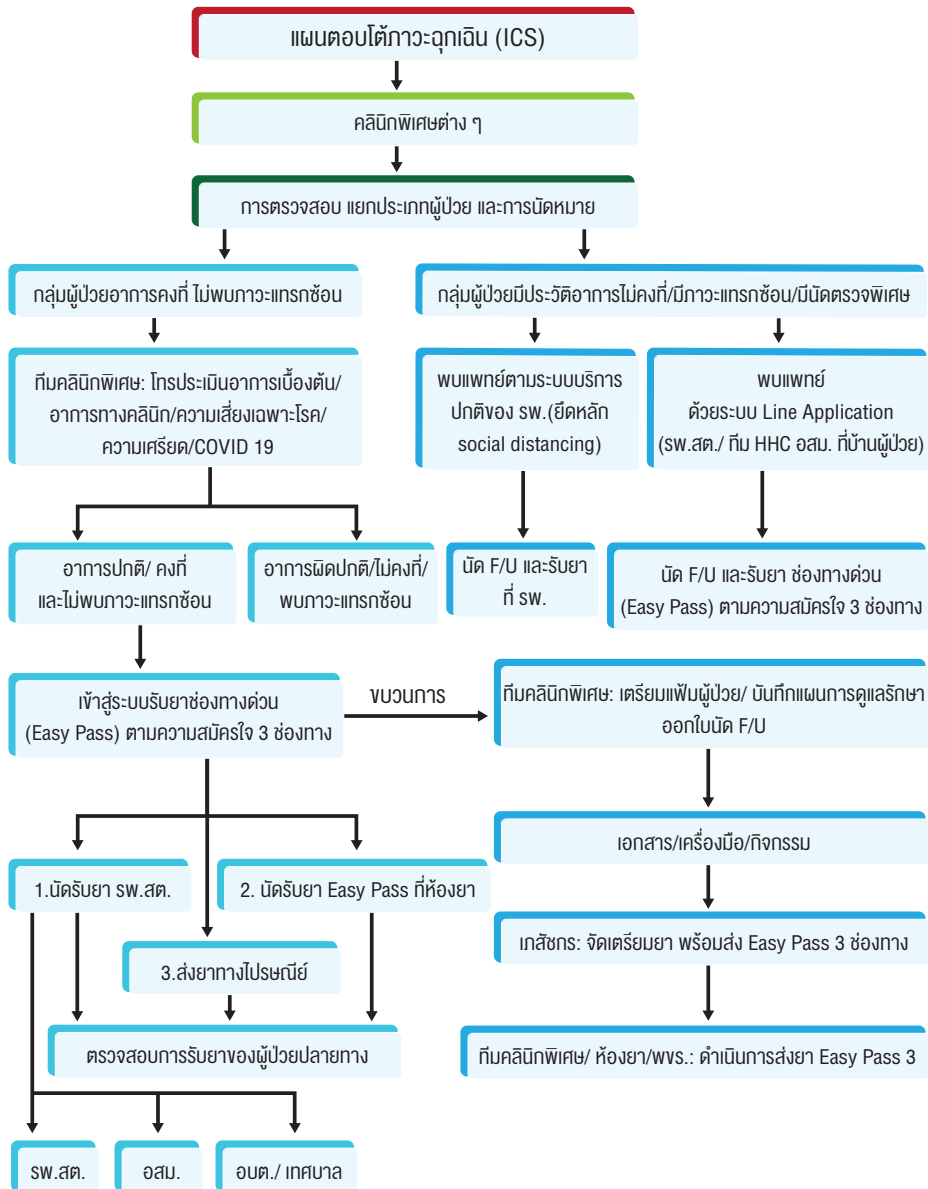 แผนตอบโต้ภาวะฉุกเฉิน (ICS)
คลินิกพิเศษต่าง ๆ
การตรวจสอบ แยกประเภทผู้ป่วย และการนัดหมาย
กลุ่มผู้ป่วยอาการคงที่ ไม่พบภาวะแทรกซ้อน
กลุ่มผู้ป่วยมีประวัติอาการไม่คงที่/มีภาวะแทรกซ้อน/มีนัดตรวจพิเศษ
ทีมคลินิกพิเศษ: โทรประเมินอาการเบื้องต้น/
อาการทางคลินิก/ความเสี่ยงเฉพาะโรค/
ความเศรียด/COVID 19
พบแพทย์ตามระบบบริการ
ปกติของ รพ.(ยึดหลัก
social distancing)
พบแพทย์
ด้วยระบบ Line Application
(รพ.สต./ ทีม HHC อสม. ที่บ้านผู้ป่วย)
อาการปกติ/ คงที่
และไม่พบภาวะแทรกซ้อน
อาการผิดปกติ/ไม่คงที่/
พบภาวะแทรกซ้อน
นัด F/U และรับยา
ที่ รพ.
นัด F/U และรับยา ช่องทางด่วน
(Easy Pass) ตามความสมัครใจ 3 ช่องทาง
เข้าสู่ระบบรับยาช่องทางด่วน
(Easy Pass) ตามความสมัครใจ 3 ช่องทาง
ขบวนการ
ทีมคลินิกพิเศษ: เตรียมแฟ้มผู้ป่วย/ บันทึกแผนการดูแลรักษา
ออกใบนัด F/U
เอกสาร/เครื่องมือ/กิจกรรม
1.นัดรับยา รพ.สต.
2. นัดรับยา Easy Pass ที่ห้องยา
เภสัชกร: จัดเตรียมยา พร้อมส่ง Easy Pass 3 ช่องทาง
3.ส่งยาทางไปรษณีย์
ตรวจสอบการรับยาของผู้ป่วยปลายทาง
ทีมคลินิกพิเศษ/ ห้องยา/พขร.: ดำเนินการส่งยา Easy Pass 3
รพ.สต.
อสม.
อบต./ เทศบาล